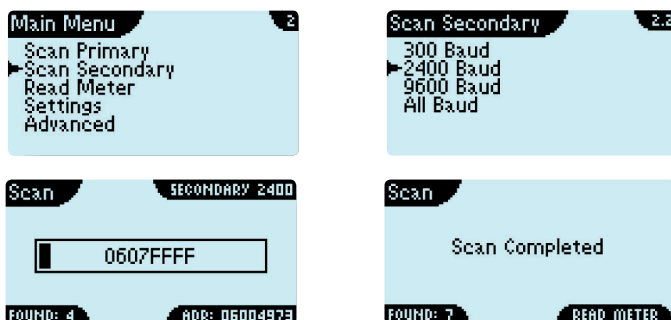 Main Menu 2
Scan Primary
Scan Secondary
Read Meter
Settings
Advanced
Scan Secondary 2.2
300 Baud
2400 Baud
9600 Baud
All Baud
Scan SECONDARY 2400
0607FFFF
FOUND: 4 ADR: 06004973
Scan
Scan Completed
FOUND: 7 READ METER